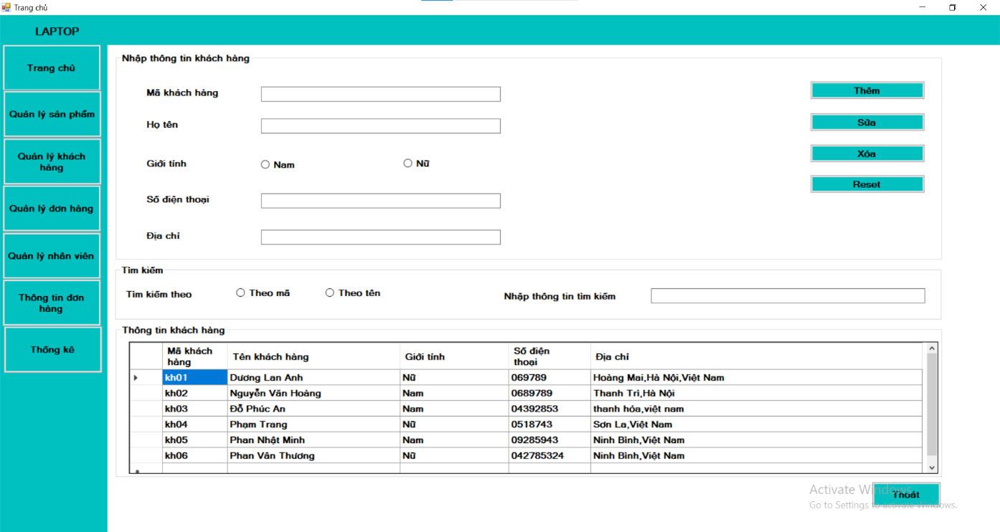 Trang chủ
LAPTOP
Trang chủ
Quản lý sản phẩm
Quản lý khách
hàng
Quản lý đơn hàng
Quản lý nhân viên
Thông tin đơn
hàng
Thống kê
Nhập thông tin khách hàng
Mã khách hàng
Họ tên
Giới tính
Nam
Nữ
Số điện thoại
Địa chỉ
Thêm
Sửa
Xóa
Reset
Tìm kiếm
Tìm kiếm theo
Theo mã
Theo tên
Nhập thông tin tìm kiếm
Thông tin khách hàng
Mã khách
hàng
Tên khách hàng
Giới tính
Số điện
thoại
Địa chỉ
kh01 Dương Lan Anh Nữ 069789 Hoàng Mai,Hà Nội,Việt Nam
kh02 Nguyễn Văn Hoàng Nam 0689789 Thanh Trì,Hà Nội
kh03 Đỗ Phúc An Nam 04392853 thanh hóa,việt nam
kh04 Phạm Trang Nữ 0518743 Sơn La,Việt Nam
kh05 Phan Nhật Minh Nam 09285943 Ninh Bình,Việt Nam
kh06 Phan Vân Thương Nữ 042785324 Ninh Bình,Việt Nam
Thoát
Activate Windows
Go to Settings to activate Windows.